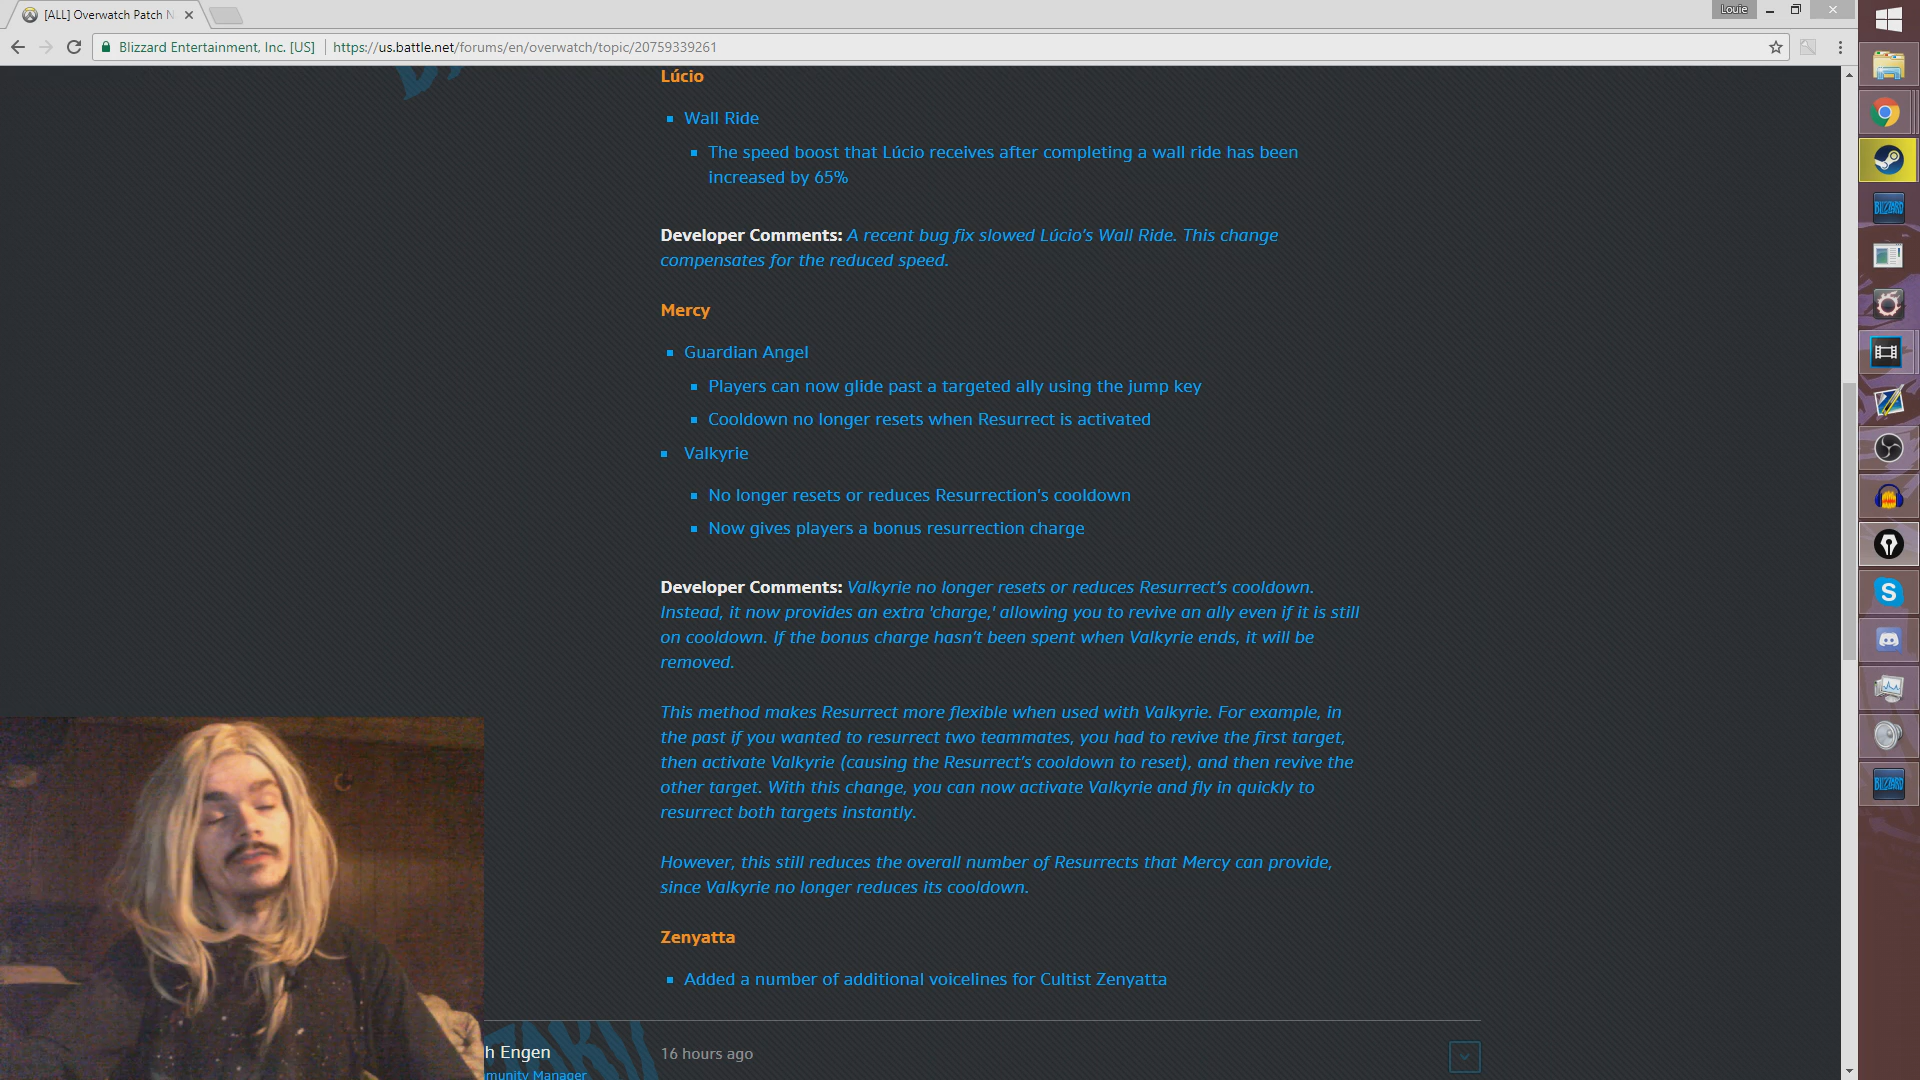 [ALL] Overwatch Patch N
Louie
Blizzard Entertainment, Inc. [US]
https://us.battle.net/forums/en/overwatch/topic/20759339261
Lúcio
Wall Ride
The speed boost that Lúcio receives after completing a wall ride has been
increased by 65%
Developer Comments: A recent bug fix slowed Lúcio’s Wall Ride. This change
compensates for the reduced speed.
Mercy
Guardian Angel
Players can now glide past a targeted ally using the jump key
Cooldown no longer resets when Resurrect is activated
Valkyrie
No longer resets or reduces Resurrection’s cooldown
Now gives players a bonus resurrection charge
Developer Comments: Valkyrie no longer resets or reduces Resurrect’s cooldown.
Instead, it now provides an extra 'charge,' allowing you to revive an ally even if it is still
on cooldown. If the bonus charge hasn’t been spent when Valkyrie ends, it will be
removed.
This method makes Resurrect more flexible when used with Valkyrie. For example, in
the past if you wanted to resurrect two teammates, you had to revive the first target,
then activate Valkyrie (causing the Resurrect’s cooldown to reset), and then revive the
other target. With this change, you can now activate Valkyrie and fly in quickly to
resurrect both targets instantly.
However, this still reduces the overall number of Resurrects that Mercy can provide,
since Valkyrie no longer reduces its cooldown.
Zenyatta
Added a number of additional voicelines for Cultist Zenyatta
h Engen
munity Manager
16 hours ago
BLIZZARD
BLIZZARD